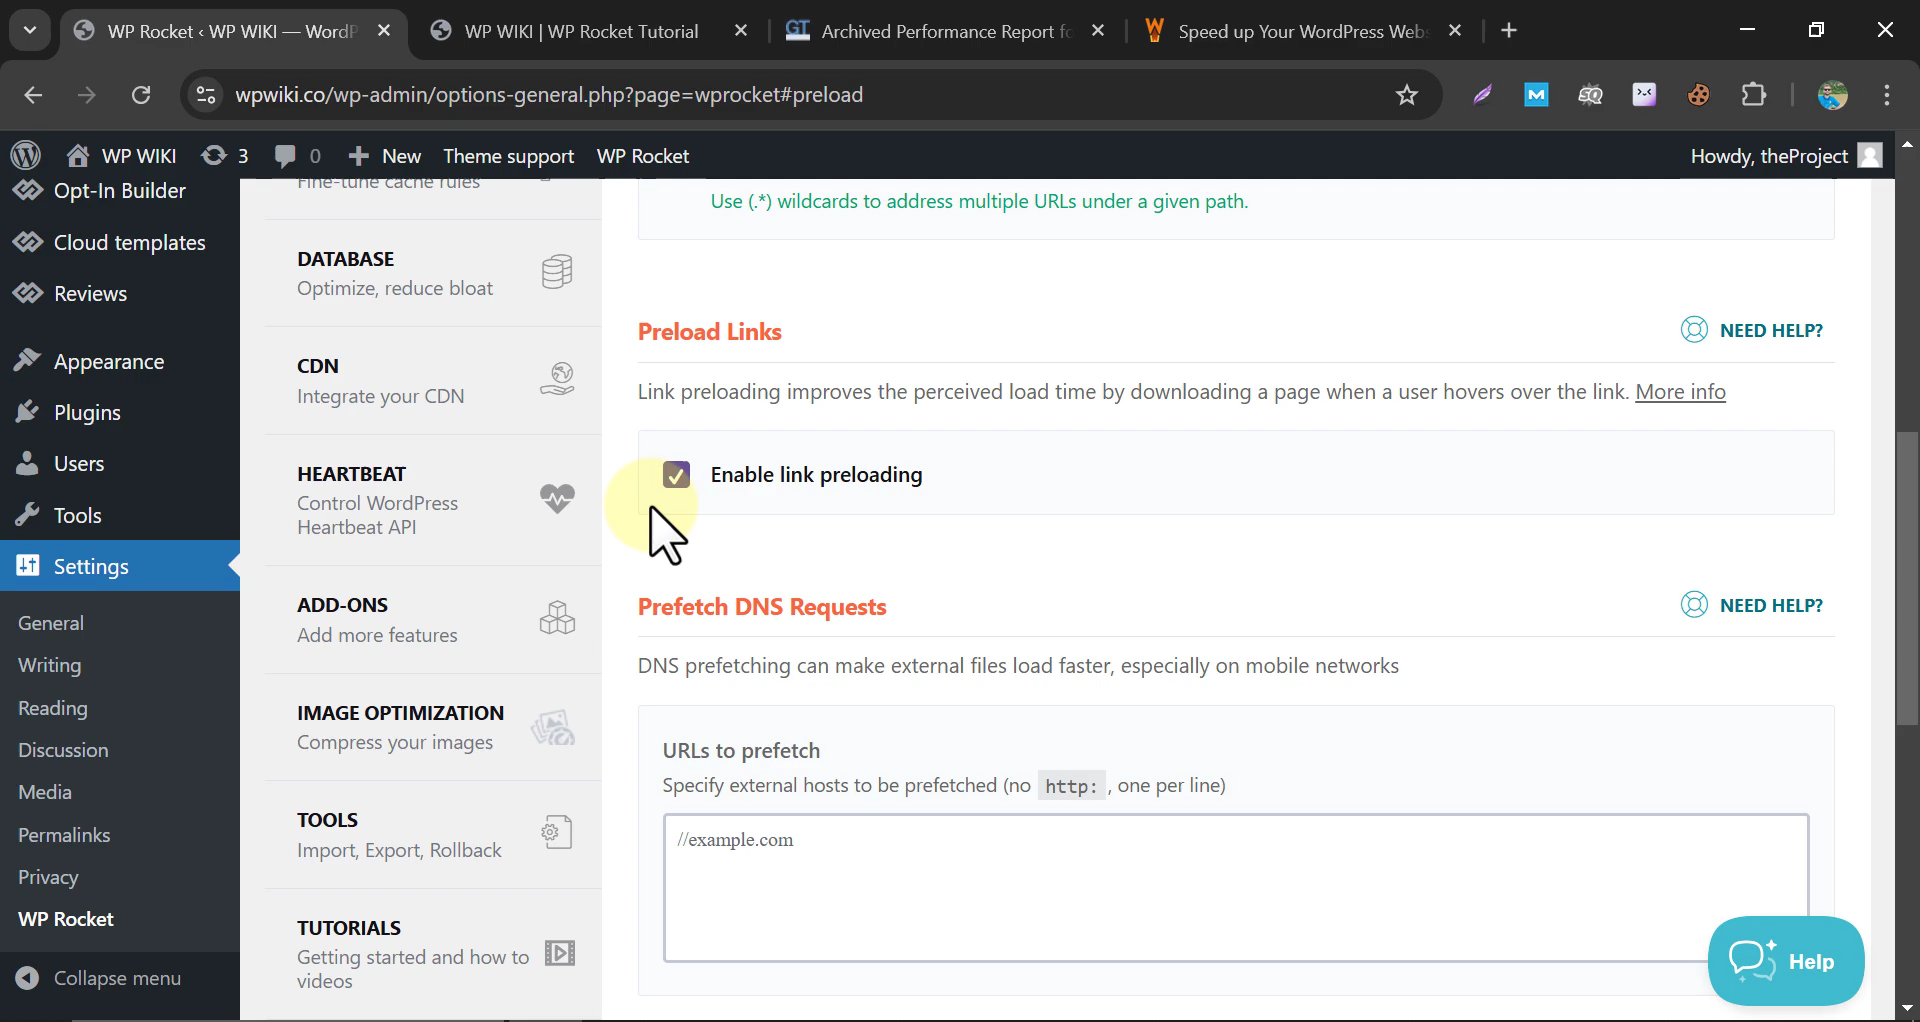 WP Rocket ‹ WP WIKI — WordP
WP WIKI | WP Rocket Tutorial
GT
Archived Performance Report fo
Speed up Your WordPress Webs
wpwiki.co/wp-admin/options-general.php?page=wprocket#preload
WP WIKI
3
0
New
Theme support
WP Rocket
Howdy, theProject
Opt-In Builder
Cloud templates
Reviews
Appearance
Plugins
Users
Tools
Settings
General
Writing
Reading
Discussion
Media
Permalinks
Privacy
WP Rocket
Collapse menu
Fine-tune cache rules
DATABASE
Optimize, reduce bloat
CDN
Integrate your CDN
HEARTBEAT
Control WordPress
Heartbeat API
ADD-ONS
Add more features
IMAGE OPTIMIZATION
Compress your images
TOOLS
Import, Export, Rollback
TUTORIALS
Getting started and how to
videos
Use (.*) wildcards to address multiple URLs under a given path.
Preload Links
NEED HELP?
Link preloading improves the perceived load time by downloading a page when a user hovers over the link. More info
Enable link preloading
Prefetch DNS Requests
NEED HELP?
DNS prefetching can make external files load faster, especially on mobile networks
URLs to prefetch
Specify external hosts to be prefetched (no http: , one per line)
//example.com
Help